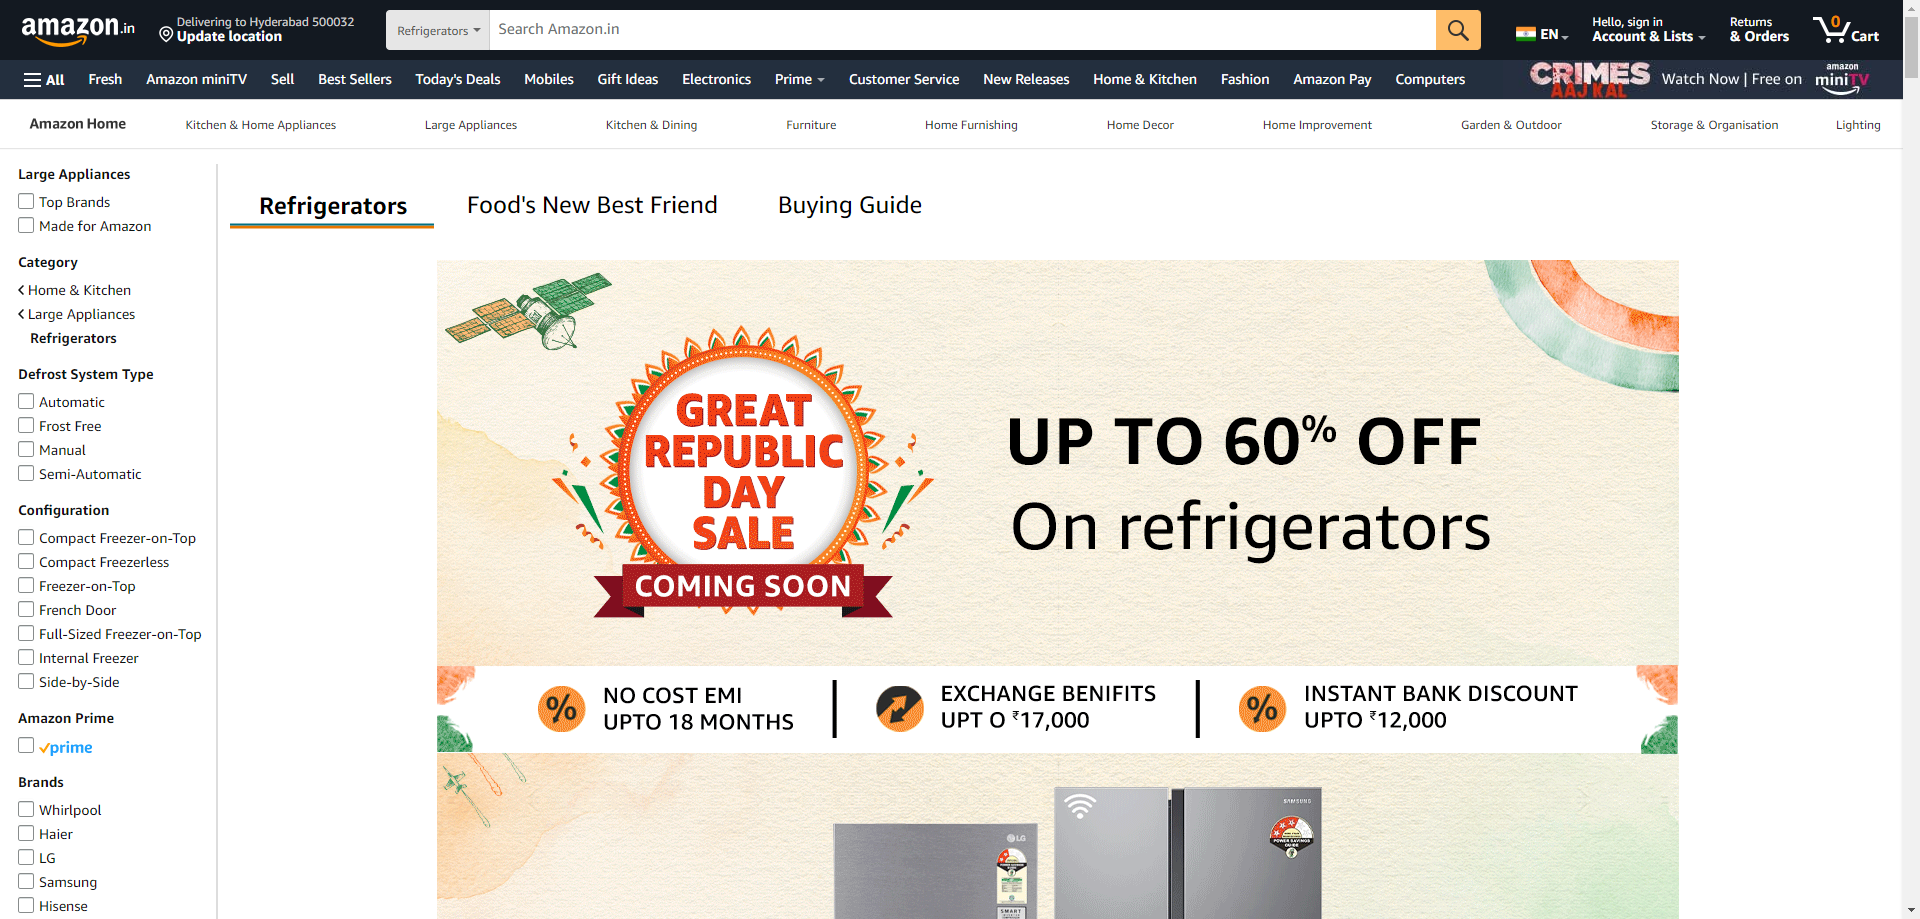 amazon.in
Delivering to Hyderabad 500032
Update location
Refrigerators
Search Amazon.in
EN
Hello, sign in
Account & Lists
Returns
& Orders
0
Cart
All
Fresh
Amazon miniTV
Sell
Best Sellers
Today's Deals
Mobiles
Gift Ideas
Electronics
Prime
Customer Service
New Releases
Home & Kitchen
Fashion
Amazon Pay
Computers
CRIMES
AAJ KAL
Watch Now | Free on
amazon
miniTV
Amazon Home
Kitchen & Home Appliances
Large Appliances
Kitchen & Dining
Furniture
Home Furnishing
Home Decor
Home Improvement
Garden & Outdoor
Storage & Organisation
Lighting
Large Appliances
Top Brands
Made for Amazon
Category
Home & Kitchen
Large Appliances
Refrigerators
Defrost System Type
Automatic
Frost Free
Manual
Semi-Automatic
Configuration
Compact Freezer-on-Top
Compact Freezerless
Freezer-on-Top
French Door
Full-Sized Freezer-on-Top
Internal Freezer
Side-by-Side
Amazon Prime
prime
Brands
Whirlpool
Haier
LG
Samsung
Hisense
Refrigerators
Food's New Best Friend
Buying Guide
GREAT
REPUBLIC
DAY
SALE
COMING SOON
UP TO 60% OFF
On refrigerators
NO COST EMI
UPTO 18 MONTHS
EXCHANGE BENIFITS
UPT O ₹17,000
INSTANT BANK DISCOUNT
UPTO ₹12,000
LG
SMART
SAMSUNG
POWER SAVINGS
GUIDE